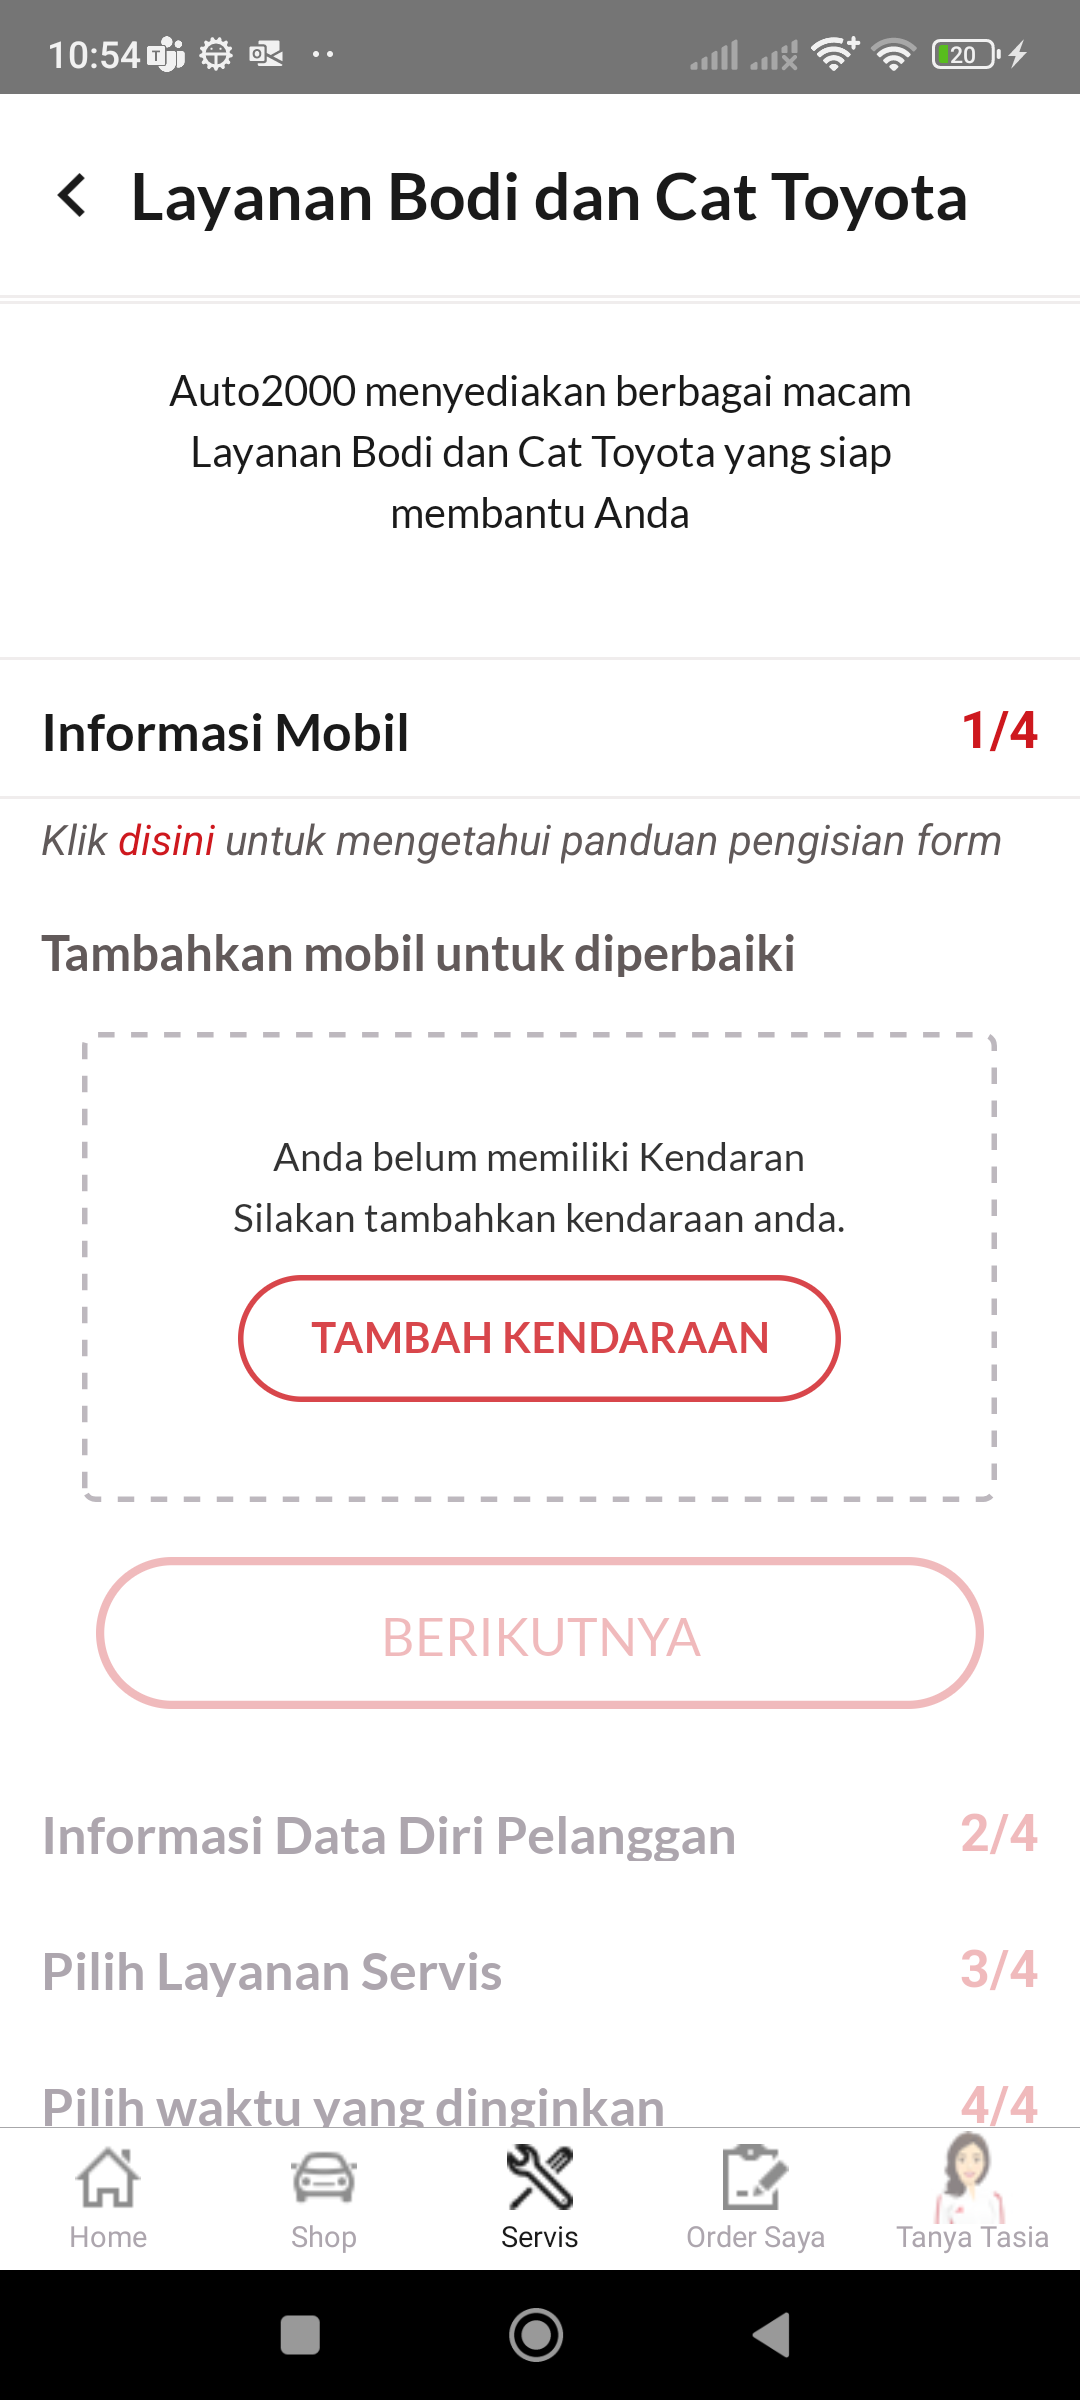 10:54
20
Layanan Bodi dan Cat Toyota
Auto2000 menyediakan berbagai macam
Layanan Bodi dan Cat Toyota yang siap
membantu Anda
Informasi Mobil 1/4
Klik disini untuk mengetahui panduan pengisian form
Tambahkan mobil untuk diperbaiki
Anda belum memiliki Kendaran
Silakan tambahkan kendaraan anda.
TAMBAH KENDARAAN
BERIKUTNYA
Informasi Data Diri Pelanggan 2/4
Pilih Layanan Servis 3/4
Pilih waktu yang dinginkan 4/4
Home Shop Servis Order Saya Tanya Tasia